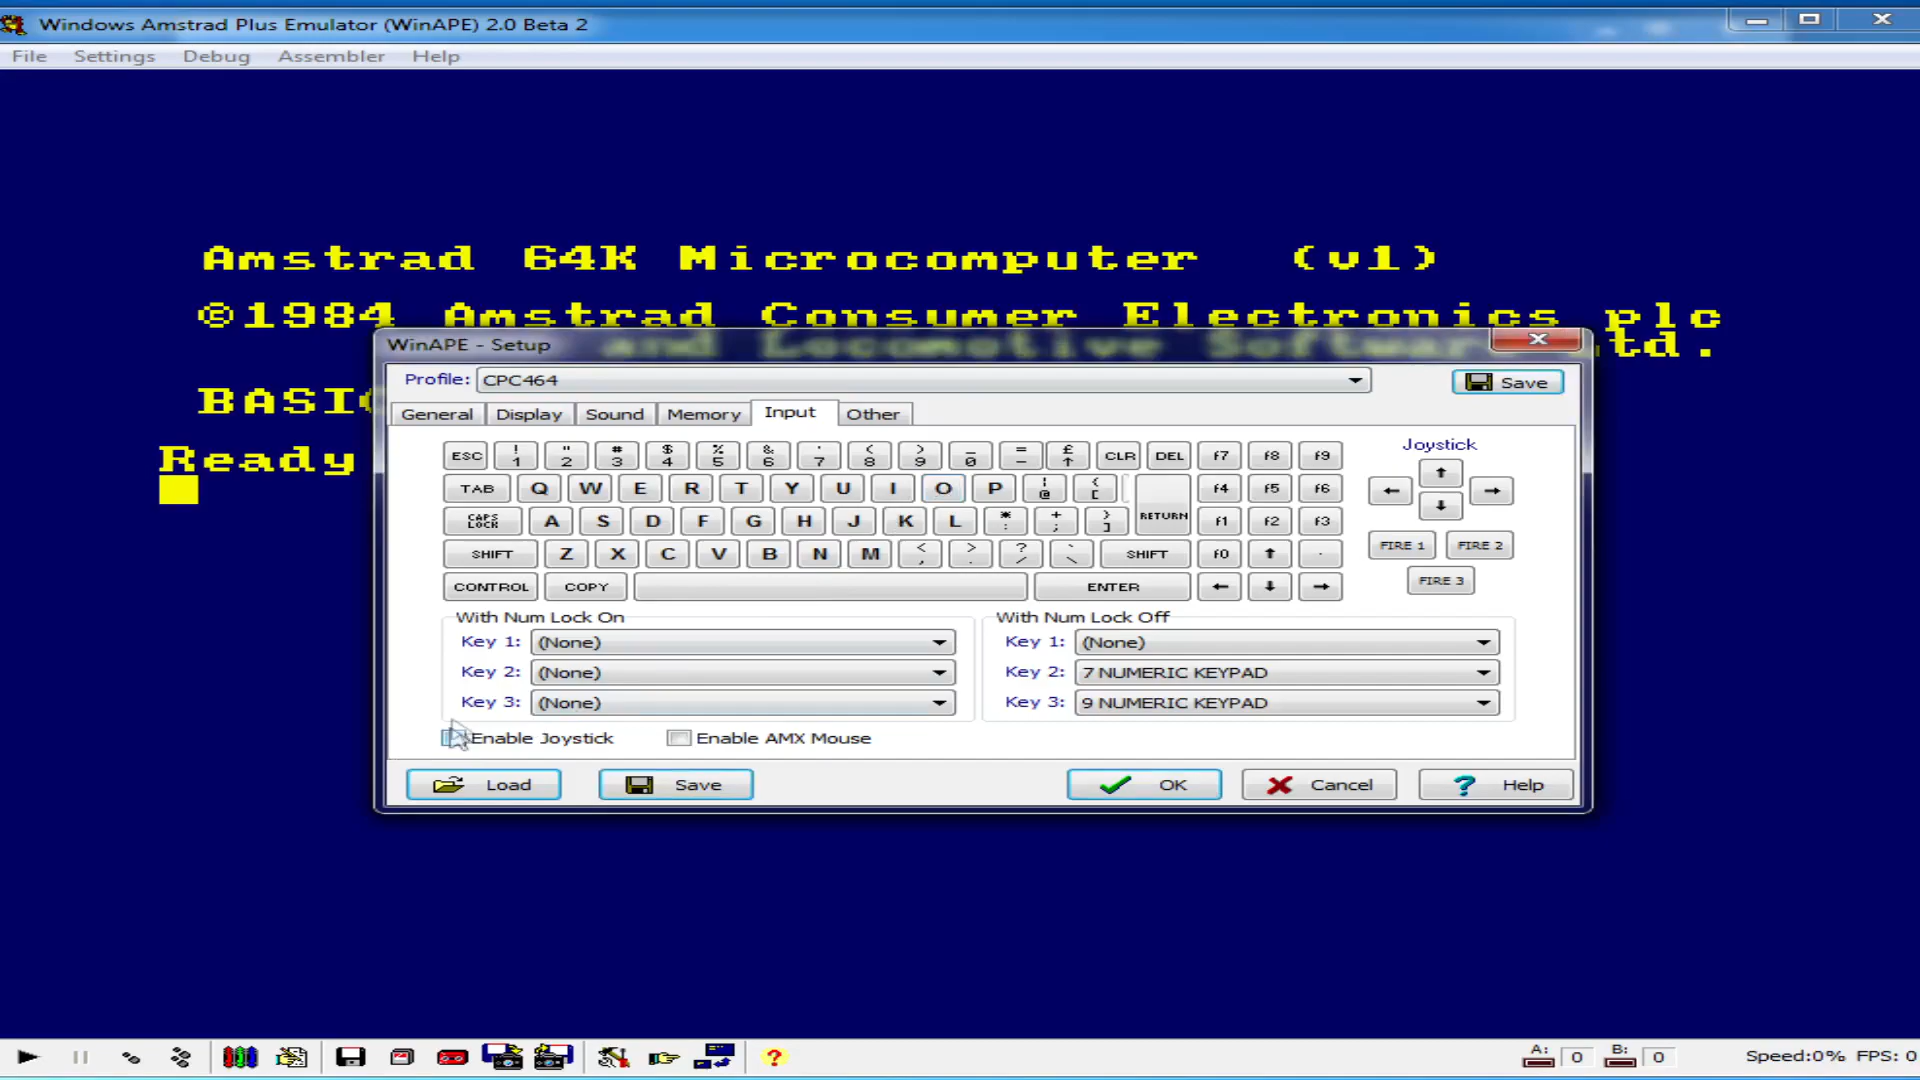 Windows Amstrad Plus Emulator (WinAPE) 2.0 Beta 2
File Settings Debug Assembler Help
Amstrad 64K Microcomputer (v1)
©1984 Amstrad Consumer Electronics plc
and Locomotive Software Ltd.
BASIC
Ready
WinAPE - Setup
Profile: CPC464 Save
General Display Sound Memory Input Other
Joystick
ESC ! 1 " 2 # 3 $ 4 % 5 & 6 ' 7 ( 8 ) 9 _ 0 = - £ ↑ CLR DEL f7 f8 f9
TAB Q W E R T Y U I O P ¦ @ { [ RETURN f4 f5 f6
CAPS LOCK A S D F G H J K L * : + ; } ] f1 f2 f3
SHIFT Z X C V B N M < , > . ? / ` \ SHIFT f0 ↑ .
CONTROL COPY ENTER ← ↓ →
↑
← →
↓
FIRE 1 FIRE 2
FIRE 3
With Num Lock On
Key 1: (None)
Key 2: (None)
Key 3: (None)
With Num Lock Off
Key 1: (None)
Key 2: 7 NUMERIC KEYPAD
Key 3: 9 NUMERIC KEYPAD
Enable Joystick Enable AMX Mouse
Load Save OK Cancel Help
A: 0 B: 0 Speed:0% FPS: 0